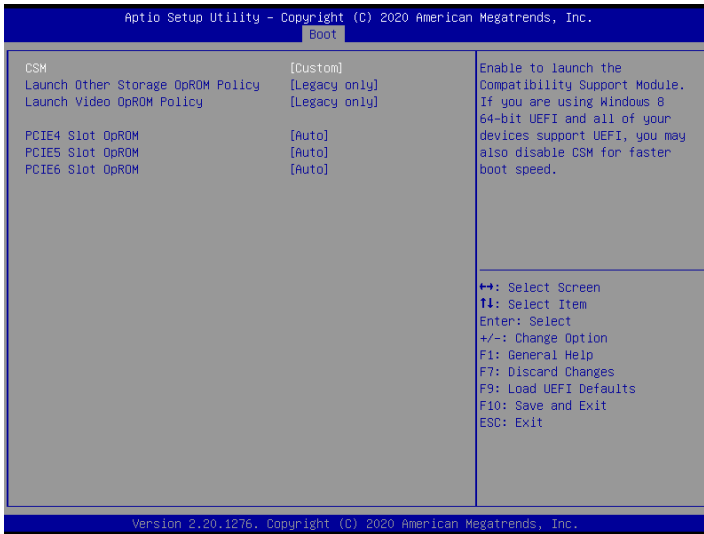 Aptio Setup Utility – Copyright (C) 2020 American Megatrends, Inc.
Boot
CSM [Custom]
Launch Other Storage OpROM Policy [Legacy only]
Launch Video OpROM Policy [Legacy only]
PCIE4 Slot OpROM [Auto]
PCIE5 Slot OpROM [Auto]
PCIE6 Slot OpROM [Auto]
Enable to launch the
Compatibility Support Module.
If you are using Windows 8
64-bit UEFI and all of your
devices support UEFI, you may
also disable CSM for faster
boot speed.
↔: Select Screen
↑↓: Select Item
Enter: Select
+/-: Change Option
F1: General Help
F7: Discard Changes
F9: Load UEFI Defaults
F10: Save and Exit
ESC: Exit
Version 2.20.1276. Copyright (C) 2020 American Megatrends, Inc.